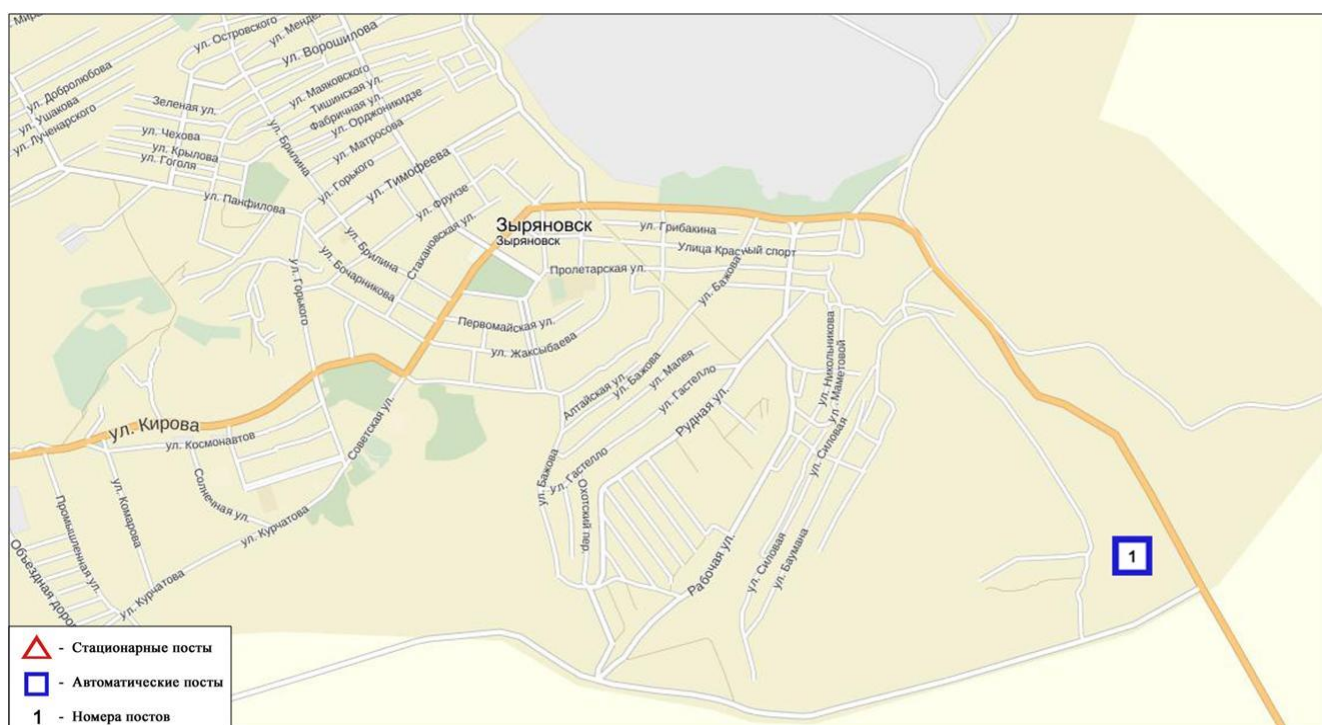 ул. Мира
ул. Островского
ул. Менде
ул. Ворошилова
ул. Добролюбова
ул. Ушакова
ул. Луначарского
Зеленая ул.
ул. Чехова
ул. Крылова
ул. Гоголя
ул. Маяковского
Тишинская ул.
Фабричная ул.
ул. Орджоникидзе
ул. Матросова
ул. Брилина
ул. Горького
ул. Тимофеева
ул. Панфилова
ул. Фрунзе
Стахановская ул.
ул. Брилина
ул. Бочарникова
ул. Горького
Зыряновск
Зыряновск
ул. Грибакина
Улица Красный спорт
Пролетарская ул.
ул. Бажова
Первомайская ул.
ул. Жаксыбаева
Алтайская ул.
ул. Бажова
ул. Малея
ул. Гастелло
Рудная ул.
ул. Никольникова
ул. Маметовой
ул. Силовая
ул. Кирова
ул. Космонавтов
Советская ул.
ул. Бажова
ул. Гастелло
Охотский пер.
Солнечная ул.
ул. Комарова
Промышленная ул.
ул. Курчатова
ул. Курчатова
Объездная доро
Рабочая ул.
ул. Силовая
ул. Баумана
1
- Стационарные посты
- Автоматические посты
1 - Номера постов